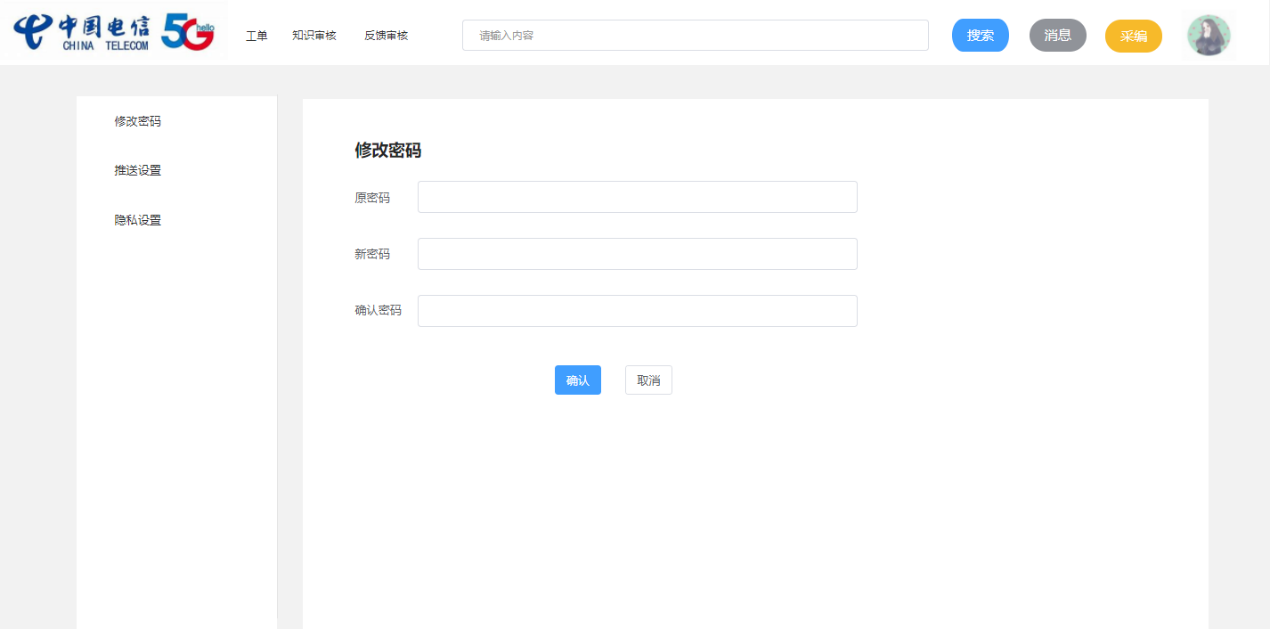 中国电信
CHINA TELECOM
5G
hello
工单 知识审核 反馈审核 请输入内容 搜索 消息 采编
修改密码
推送设置
隐私设置
修改密码
原密码
新密码
确认密码
确认 取消